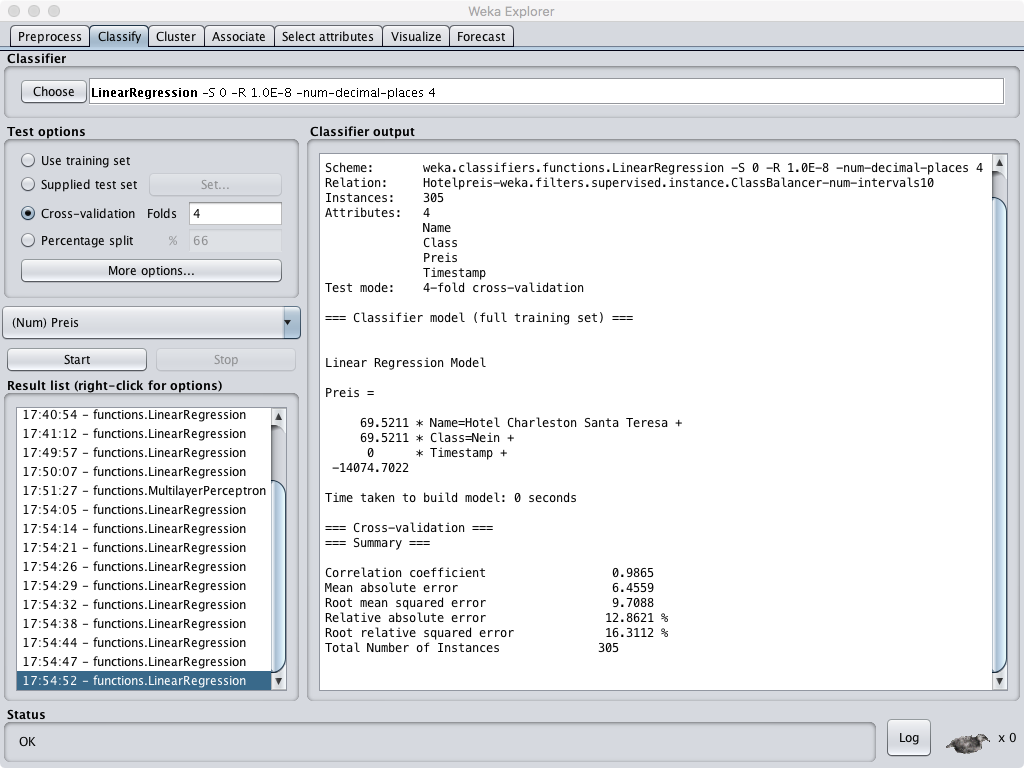 Weka Explorer
Preprocess Classify Cluster Associate Select attributes Visualize Forecast
Classifier
Choose LinearRegression -S 0 -R 1.0E-8 -num-decimal-places 4
Test options
Use training set
Supplied test set Set...
Cross-validation Folds 4
Percentage split % 66
More options...
(Num) Preis
Start Stop
Result list (right-click for options)
17:40:54 - functions.LinearRegression
17:41:12 - functions.LinearRegression
17:49:57 - functions.LinearRegression
17:50:07 - functions.LinearRegression
17:51:27 - functions.MultilayerPerceptron
17:54:05 - functions.LinearRegression
17:54:14 - functions.LinearRegression
17:54:21 - functions.LinearRegression
17:54:26 - functions.LinearRegression
17:54:29 - functions.LinearRegression
17:54:32 - functions.LinearRegression
17:54:38 - functions.LinearRegression
17:54:44 - functions.LinearRegression
17:54:47 - functions.LinearRegression
17:54:52 - functions.LinearRegression
Classifier output
Scheme: weka.classifiers.functions.LinearRegression -S 0 -R 1.0E-8 -num-decimal-places 4
Relation: Hotelpreis-weka.filters.supervised.instance.ClassBalancer-num-intervals10
Instances: 305
Attributes: 4
Name
Class
Preis
Timestamp
Test mode: 4-fold cross-validation
=== Classifier model (full training set) ===
Linear Regression Model
Preis =
69.5211 * Name=Hotel Charleston Santa Teresa +
69.5211 * Class=Nein +
0 * Timestamp +
-14074.7022
Time taken to build model: 0 seconds
=== Cross-validation ===
=== Summary ===
Correlation coefficient 0.9865
Mean absolute error 6.4559
Root mean squared error 9.7088
Relative absolute error 12.8621 %
Root relative squared error 16.3112 %
Total Number of Instances 305
Status
OK
Log x 0